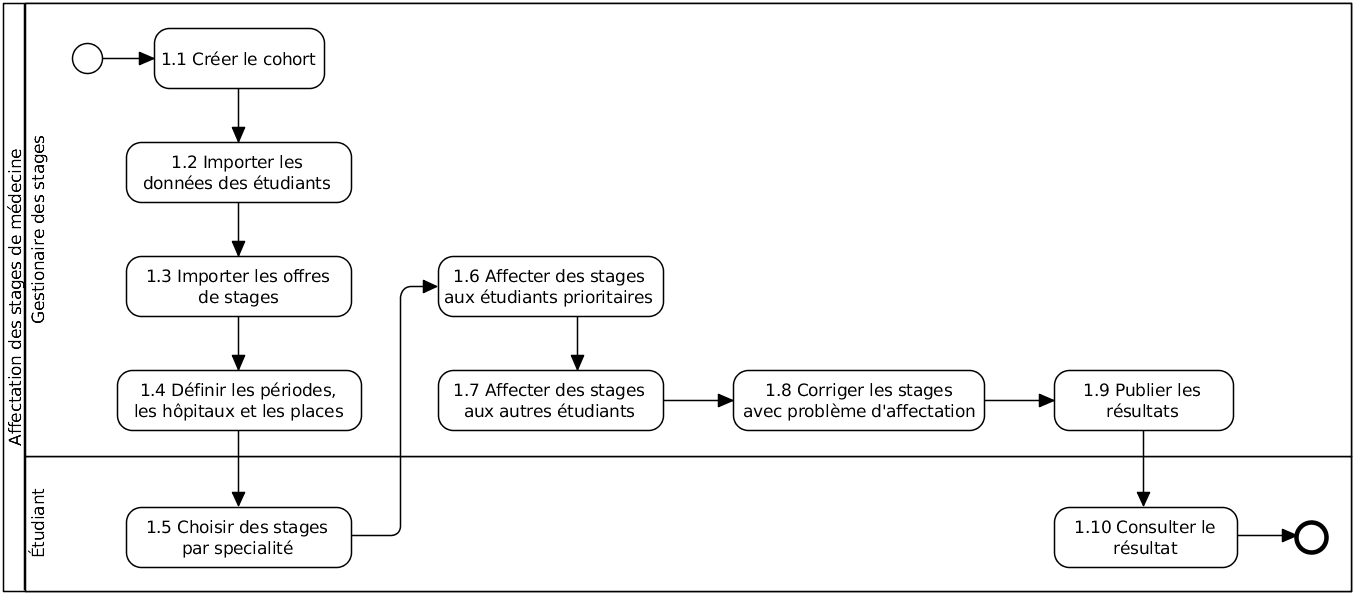 Affectation des stages de médecine
Gestionaire des stages
1.1 Créer le cohort
1.2 Importer les
données des étudiants
1.3 Importer les offres
de stages
1.4 Définir les périodes,
les hôpitaux et les places
1.6 Affecter des stages
aux étudiants prioritaires
1.7 Affecter des stages
aux autres étudiants
1.8 Corriger les stages
avec problème d'affectation
1.9 Publier les
résultats
Étudiant
1.5 Choisir des stages
par specialité
1.10 Consulter le
résultat